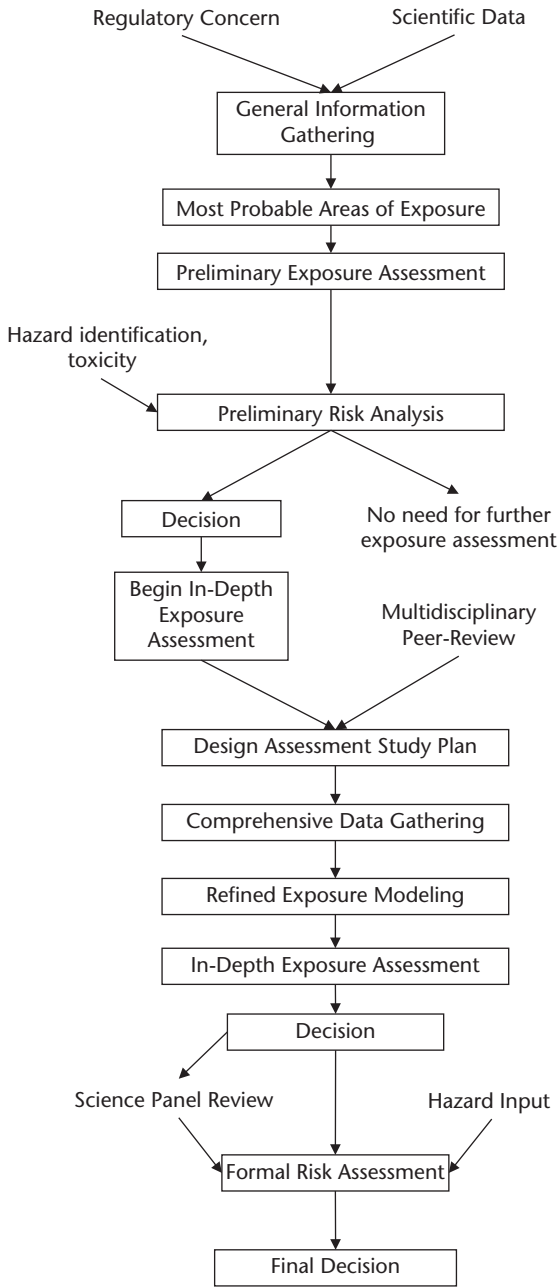 Regulatory Concern
Scientific Data
General Information
Gathering
Most Probable Areas of Exposure
Preliminary Exposure Assessment
Hazard identification,
toxicity
Preliminary Risk Analysis
Decision
No need for further
exposure assessment
Begin In-Depth
Exposure
Assessment
Multidisciplinary
Peer-Review
Design Assessment Study Plan
Comprehensive Data Gathering
Refined Exposure Modeling
In-Depth Exposure Assessment
Decision
Science Panel Review
Hazard Input
Formal Risk Assessment
Final Decision